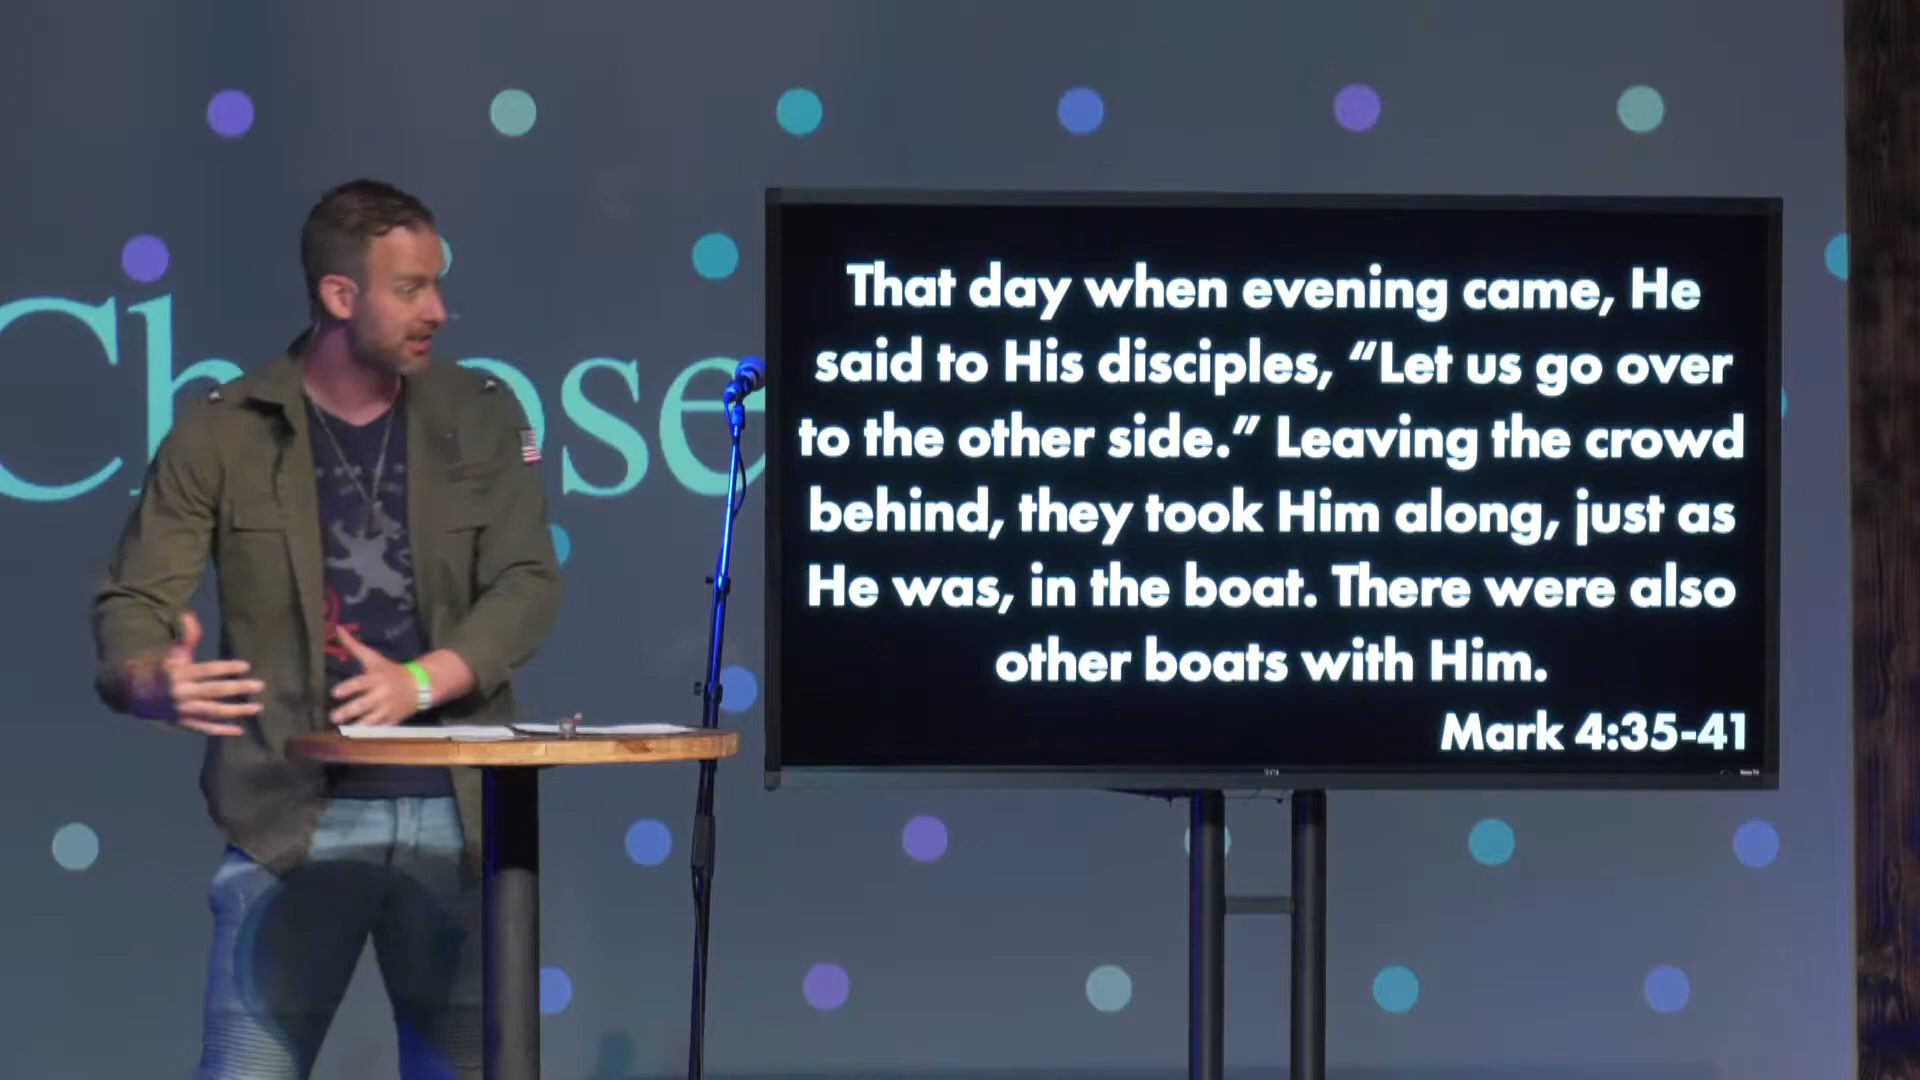 Choose
That day when evening came, He
said to His disciples, “Let us go over
to the other side.” Leaving the crowd
behind, they took Him along, just as
He was, in the boat. There were also
other boats with Him.
Mark 4:35-41